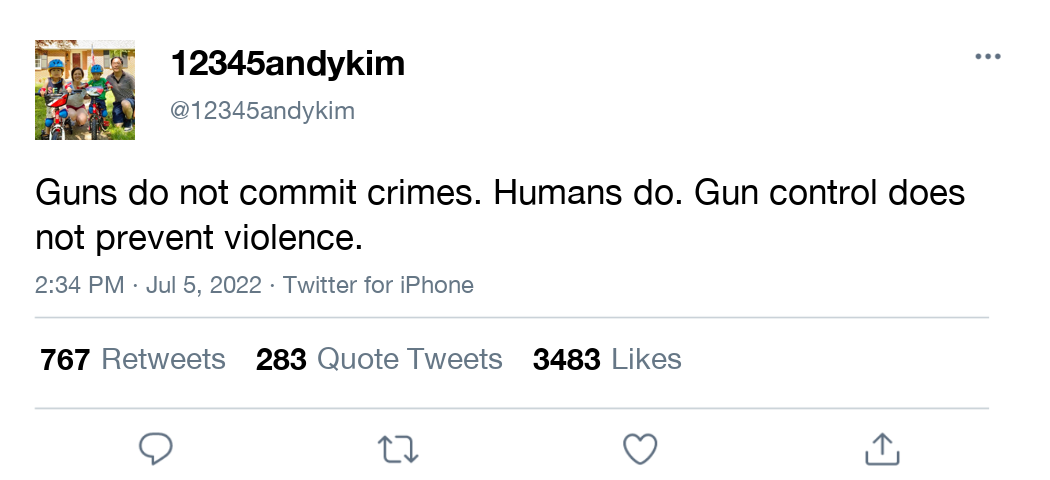 12345andykim
@12345andykim
Guns do not commit crimes. Humans do. Gun control does
not prevent violence.
2:34 PM · Jul 5, 2022 · Twitter for iPhone
767 Retweets 283 Quote Tweets 3483 Likes